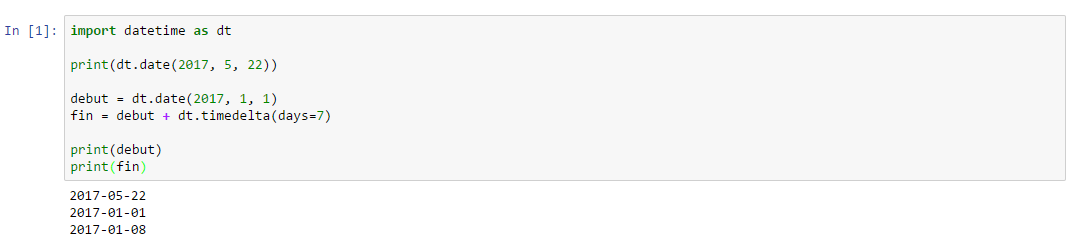 In [1]: import datetime as dt
print(dt.date(2017, 5, 22))
debut = dt.date(2017, 1, 1)
fin = debut + dt.timedelta(days=7)
print(debut)
print(fin)
2017-05-22
2017-01-01
2017-01-08